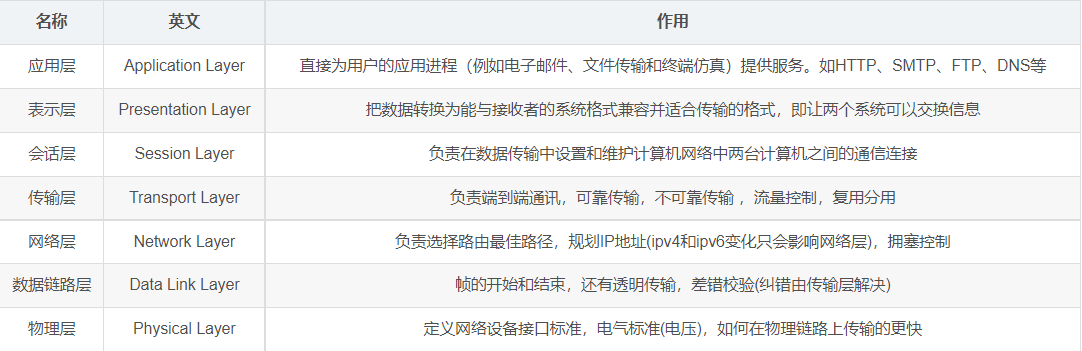 名称 英文 作用
应用层 Application Layer 直接为用户的应用进程（例如电子邮件、文件传输和终端仿真）提供服务。如HTTP、SMTP、FTP、DNS等
表示层 Presentation Layer 把数据转换为能与接收者的系统格式兼容并适合传输的格式，即让两个系统可以交换信息
会话层 Session Layer 负责在数据传输中设置和维护计算机网络中两台计算机之间的通信连接
传输层 Transport Layer 负责端到端通讯，可靠传输，不可靠传输 ，流量控制，复用分用
网络层 Network Layer 负责选择路由最佳路径，规划IP地址(ipv4和ipv6变化只会影响网络层)，拥塞控制
数据链路层 Data Link Layer 帧的开始和结束，还有透明传输，差错校验(纠错由传输层解决)
物理层 Physical Layer 定义网络设备接口标准，电气标准(电压)，如何在物理链路上传输的更快